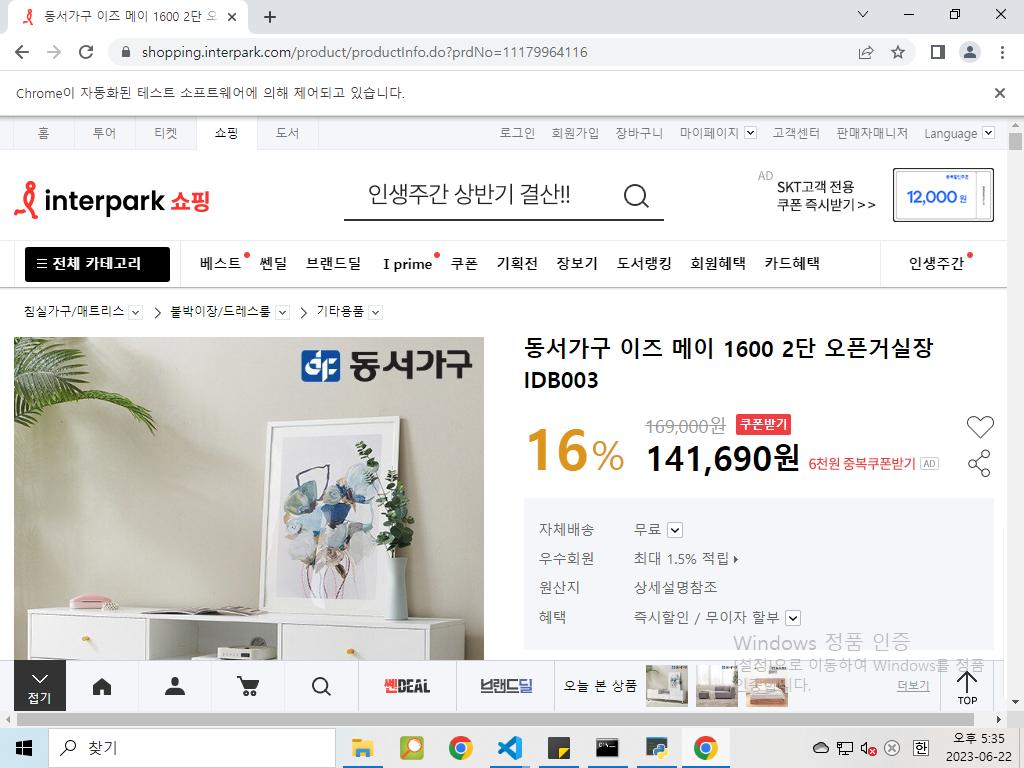 동서가구 이즈 메이 1600 2단 오
shopping.interpark.com/product/productInfo.do?prdNo=11179964116
Chrome이 자동화된 테스트 소프트웨어에 의해 제어되고 있습니다.
홈 투어 티켓 쇼핑 도서 로그인 회원가입 장바구니 마이페이지 고객센터 판매자매니저 Language
interpark 쇼핑
인생주간 상반기 결산!!
AD SKT고객 전용
쿠폰 즉시받기>>
12,000 원
전체 카테고리 베스트 쎈딜 브랜드딜 I prime 쿠폰 기획전 장보기 도서랭킹 회원혜택 카드혜택 인생주간
침실가구/매트리스 > 붙박이장/드레스룸 > 기타용품
동서가구
동서가구 이즈 메이 1600 2단 오픈거실장
IDB003
16%
169,000원 쿠폰받기
141,690원 6천원 중복쿠폰받기 AD
자체배송 무료
우수회원 최대 1.5% 적립
원산지 상세설명참조
혜택 즉시할인 / 무이자 할부
Windows 정품 인증
[설정]으로 이동하여 Windows를 정품
인증합니다.
접기 쎈DEAL 브랜드딜 오늘 본 상품 더보기 TOP
찾기
한
오후 5:35
2023-06-22